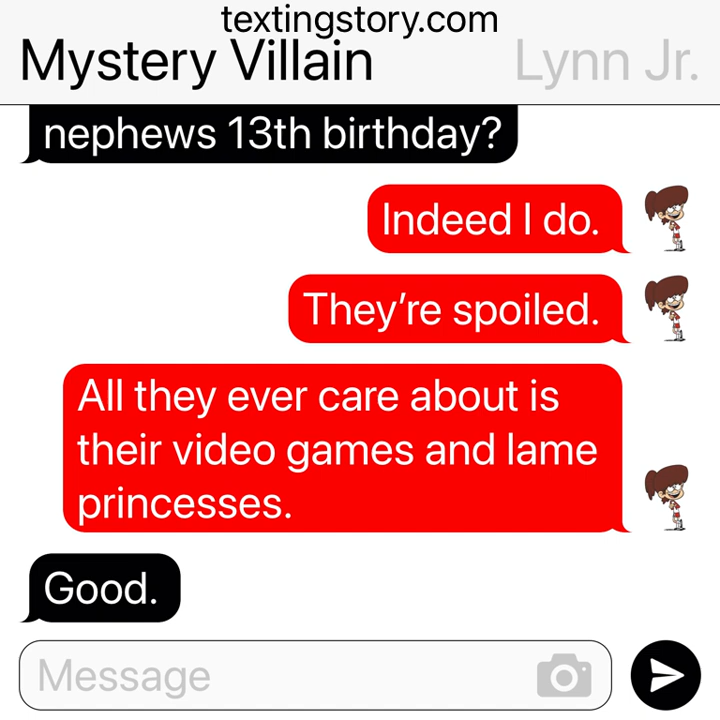 textingstory.com
Mystery Villain
Lynn Jr.
nephews 13th birthday?
Indeed I do.
They’re spoiled.
All they ever care about is
their video games and lame
princesses.
Good.
Message